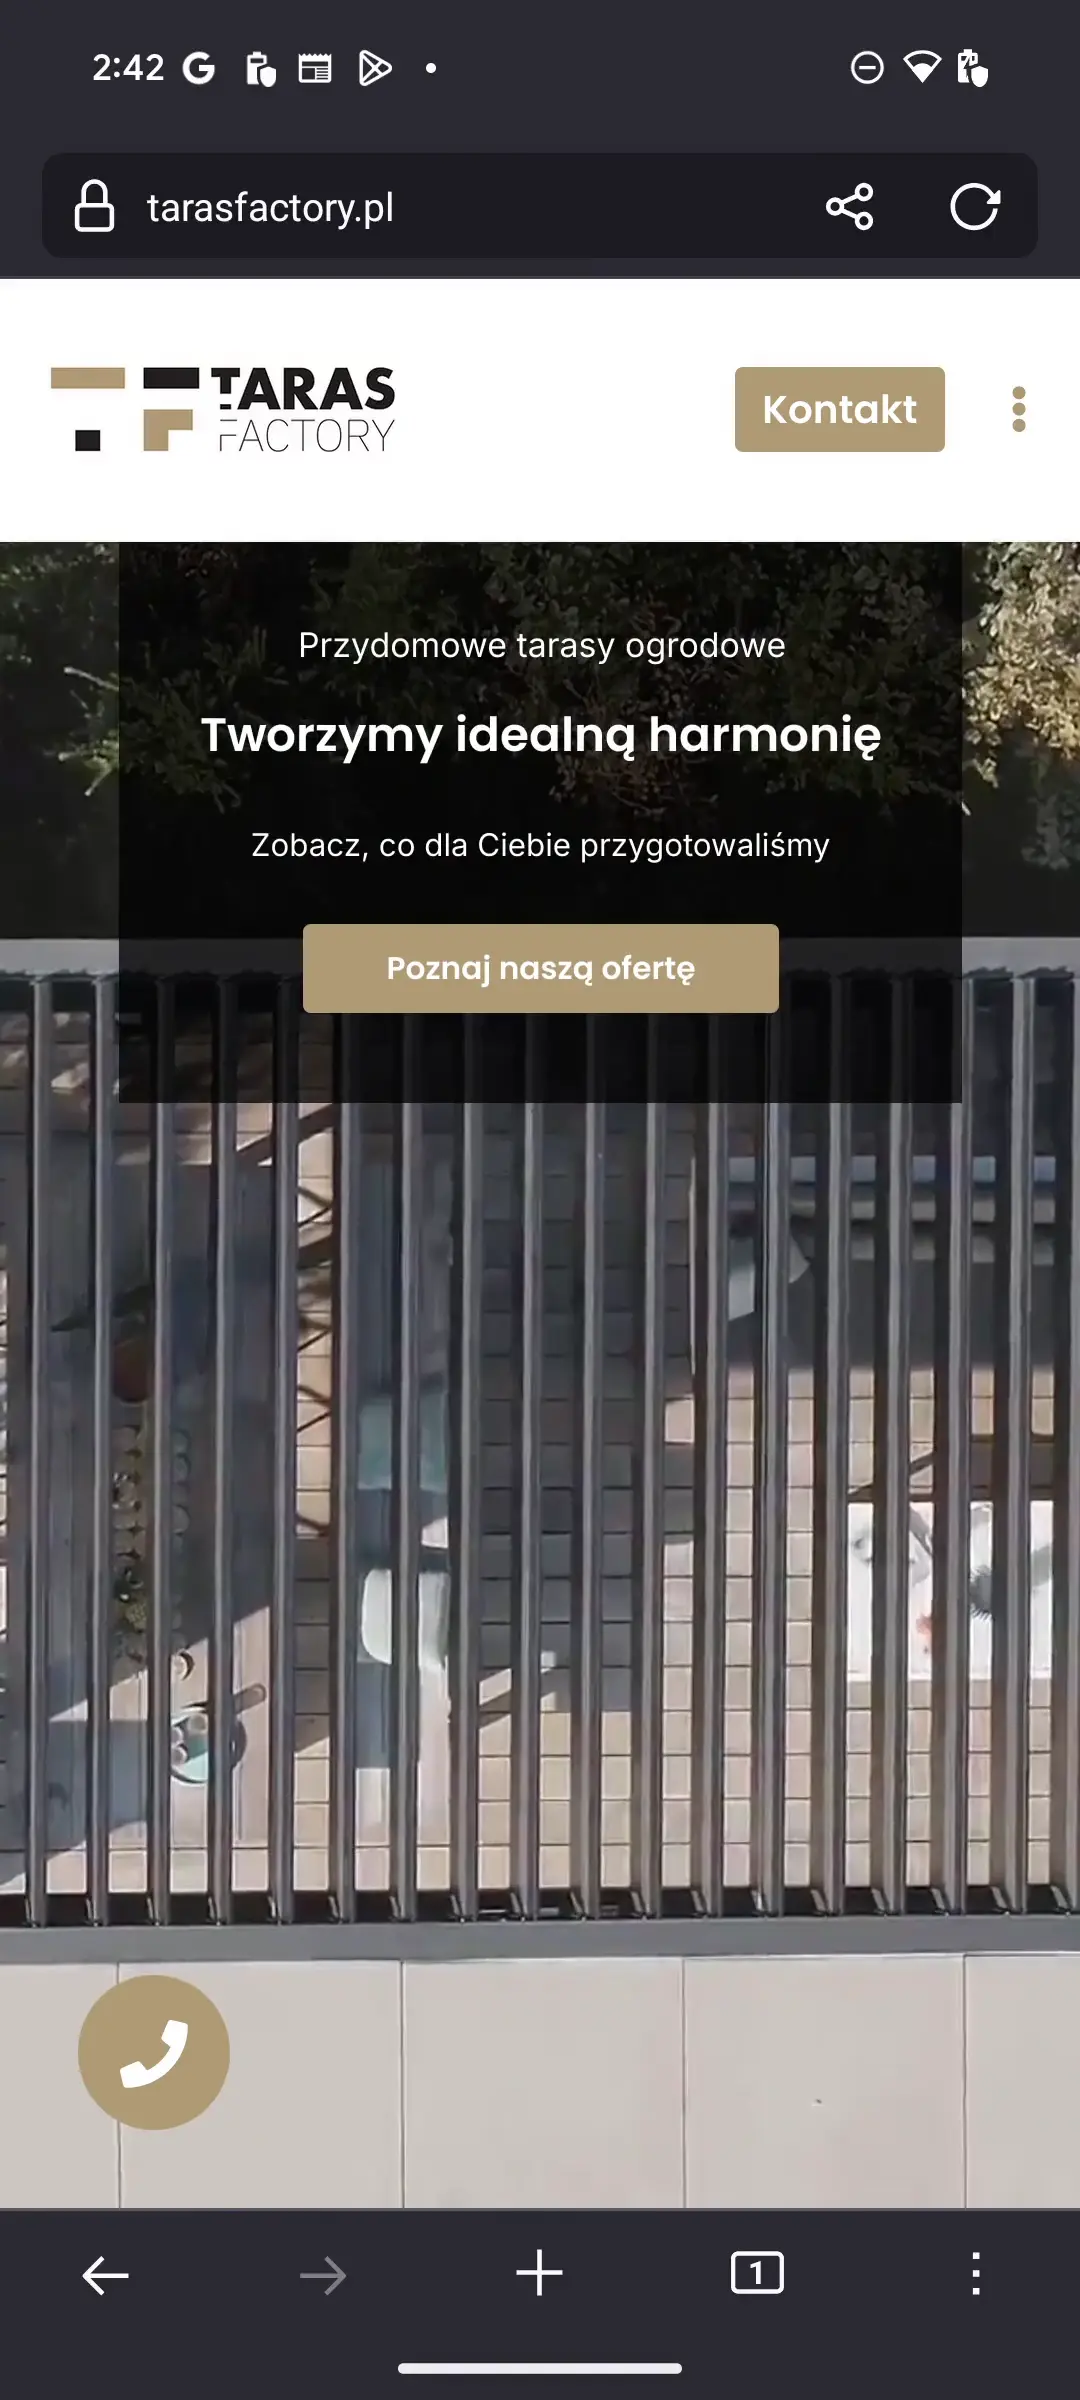 2:42
tarasfactory.pl
TARAS
FACTORY
Kontakt
Przydomowe tarasy ogrodowe
Tworzymy idealną harmonię
Zobacz, co dla Ciebie przygotowaliśmy
Poznaj naszą ofertę
1